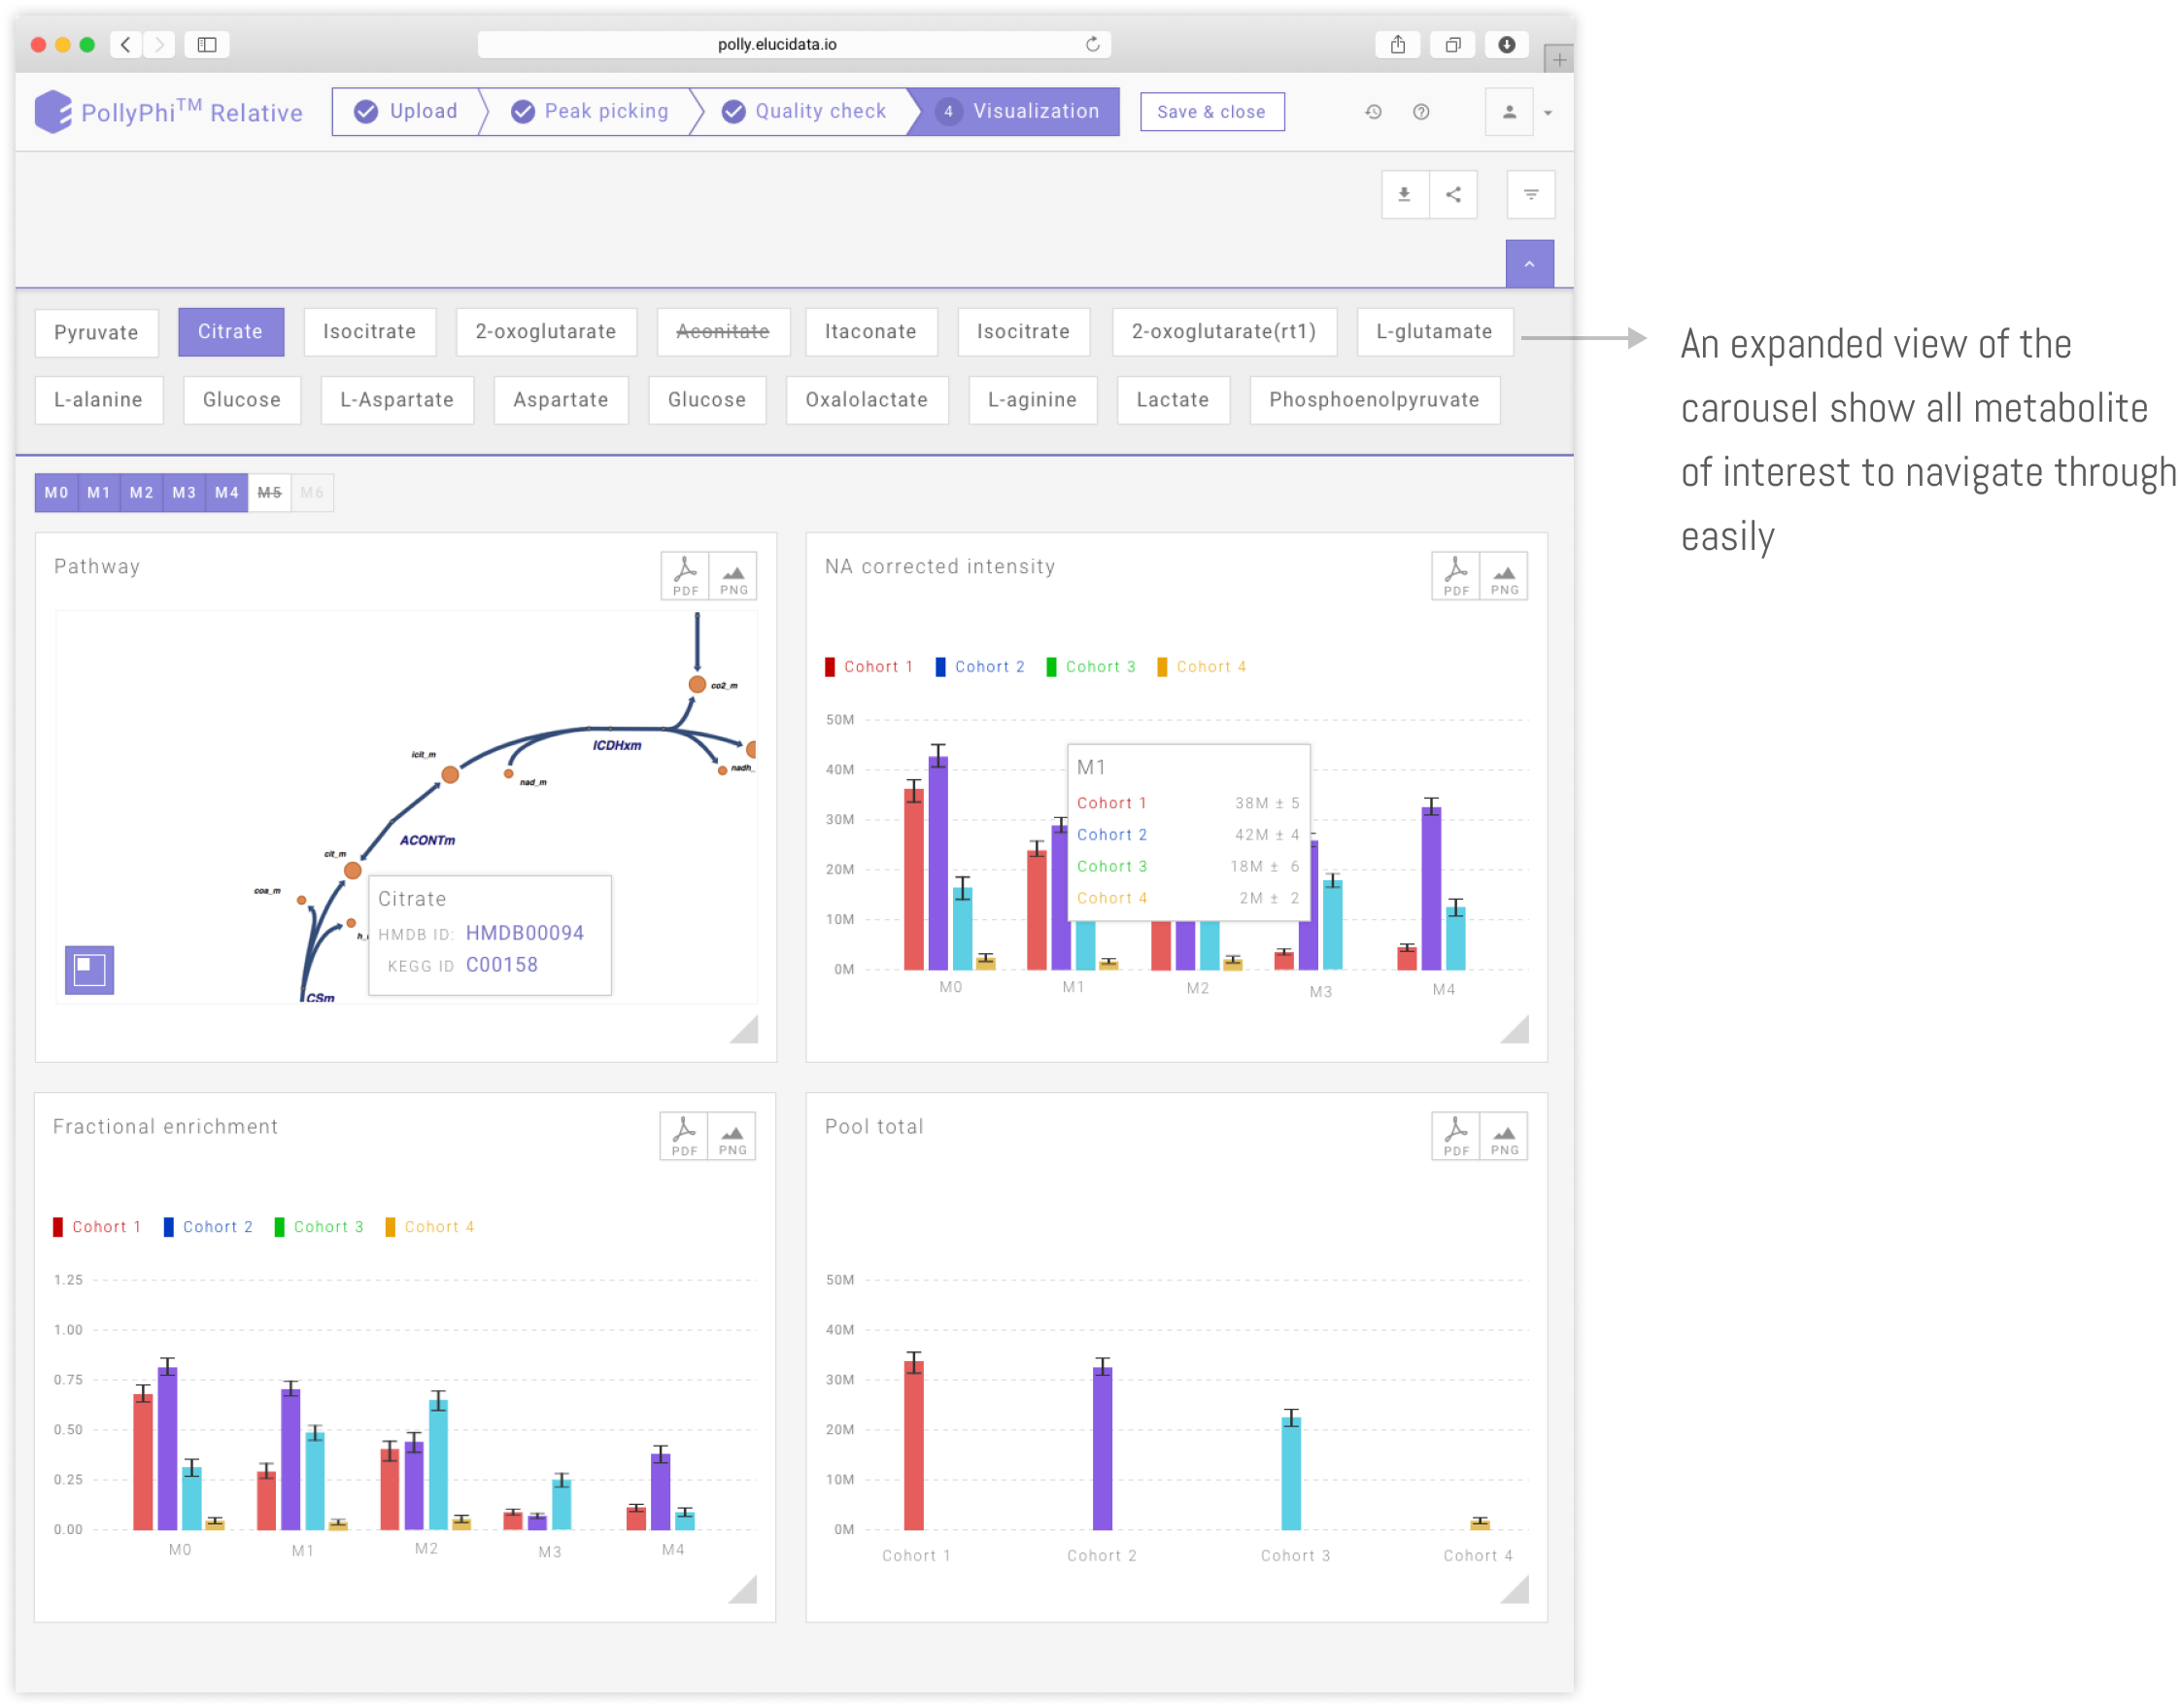 polly.elucidata.io
PollyPhi™ Relative
Upload
Peak picking
Quality check
4 Visualization
Save & close
Pyruvate Citrate Isocitrate 2-oxoglutarate Aconitate Itaconate Isocitrate 2-oxoglutarate(rt1) L-glutamate
L-alanine Glucose L-Aspartate Aspartate Glucose Oxalolactate L-aginine Lactate Phosphoenolpyruvate
An expanded view of the
carousel show all metabolite
of interest to navigate through
easily
M0 M1 M2 M3 M4 M5 M6
Pathway
PDF PNG
co2_m
ICDHxm
icit_m
nad_m
nadh_
ACONTm
cit_m
coa_m
h_
Citrate
HMDB ID: HMDB00094
KEGG ID C00158
CSm
NA corrected intensity
PDF PNG
Cohort 1 Cohort 2 Cohort 3 Cohort 4
50M
40M
30M
20M
10M
0M
M1
Cohort 1 38M ± 5
Cohort 2 42M ± 4
Cohort 3 18M ± 6
Cohort 4 2M ± 2
M0 M1 M2 M3 M4
Fractional enrichment
PDF PNG
Cohort 1 Cohort 2 Cohort 3 Cohort 4
1.25
1.00
0.75
0.50
0.25
0.00
M0 M1 M2 M3 M4
Pool total
PDF PNG
50M
40M
30M
20M
10M
0M
Cohort 1 Cohort 2 Cohort 3 Cohort 4